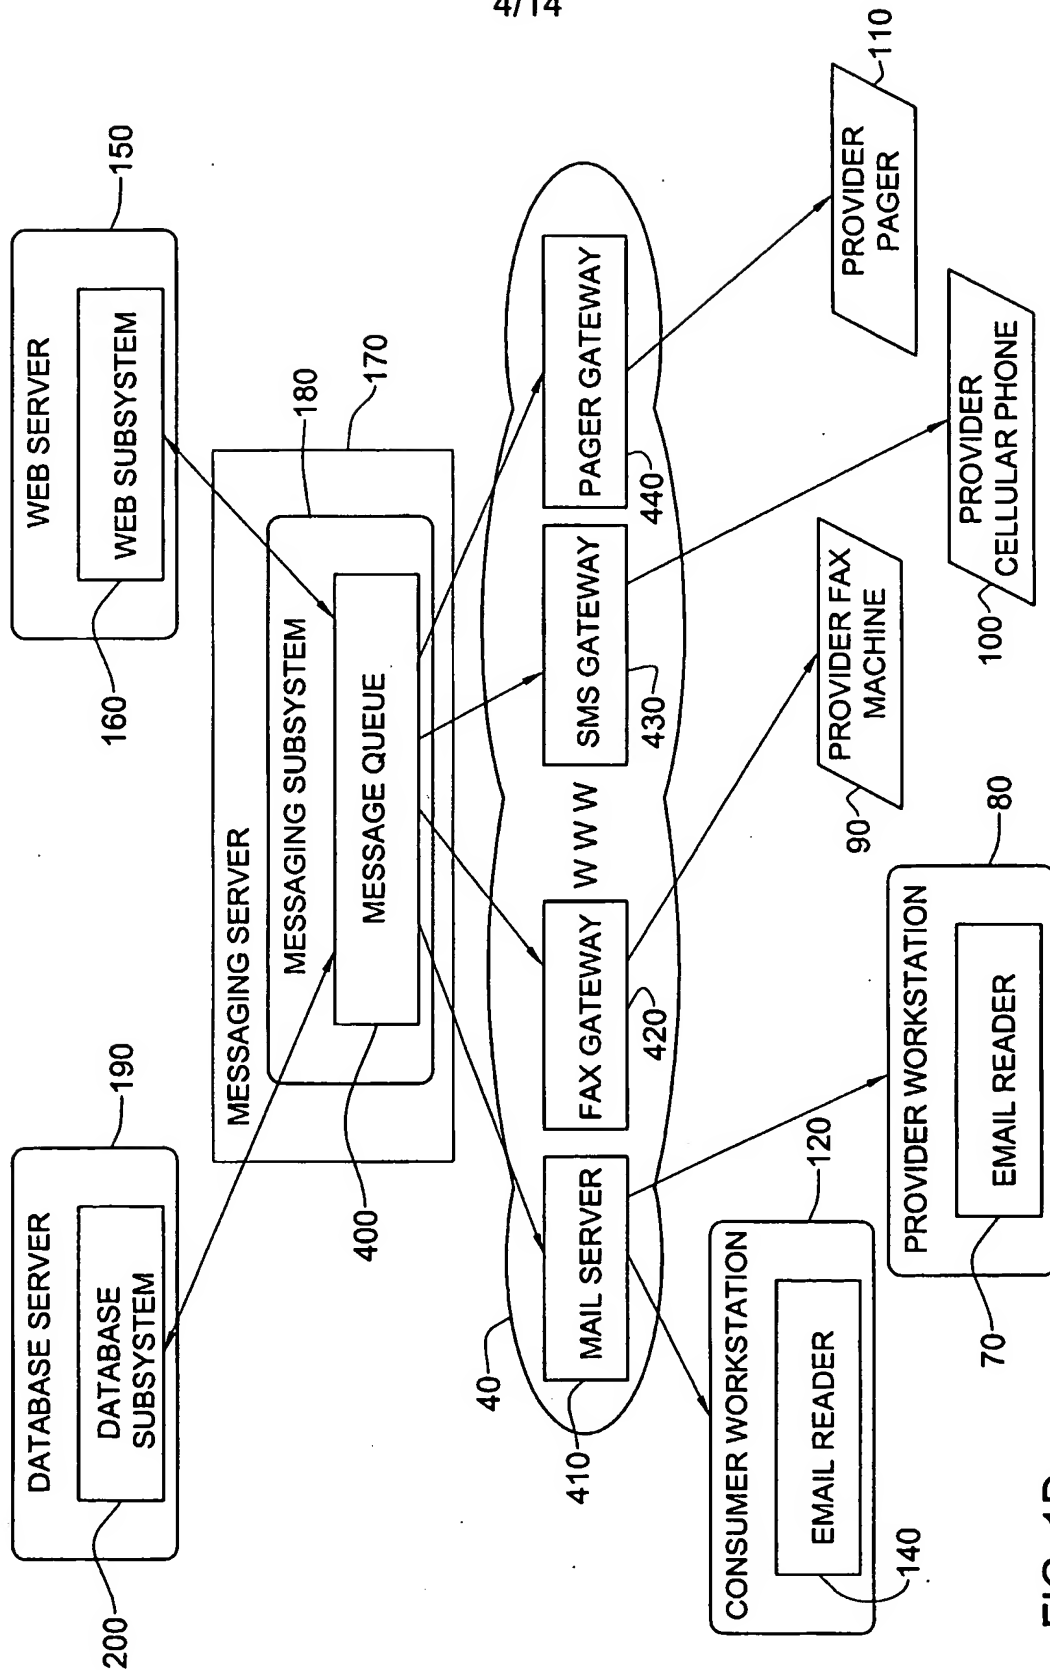 4/14
DATABASE SERVER
DATABASE
SUBSYSTEM
200
190
WEB SERVER
WEB SUBSYSTEM
160
150
MESSAGING SERVER
MESSAGING SUBSYSTEM
MESSAGE QUEUE
400
180
170
40
MAIL SERVER
410
FAX GATEWAY
420
W W W
SMS GATEWAY
430
PAGER GATEWAY
440
CONSUMER WORKSTATION
EMAIL READER
140
120
PROVIDER WORKSTATION
EMAIL READER
70
80
PROVIDER FAX
MACHINE
90
PROVIDER
CELLULAR PHONE
100
PROVIDER
PAGER
110